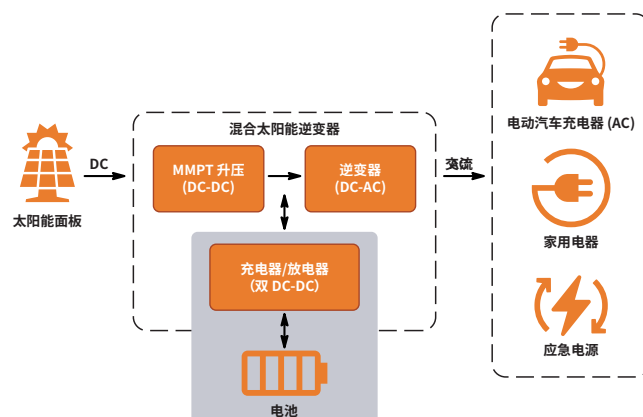 混合太阳能逆变器
DC
MMPT 升压
(DC-DC)
逆变器
(DC-AC)
交流
太阳能面板
充电器/放电器
（双 DC-DC）
电池
电动汽车充电器 (AC)
家用电器
应急电源